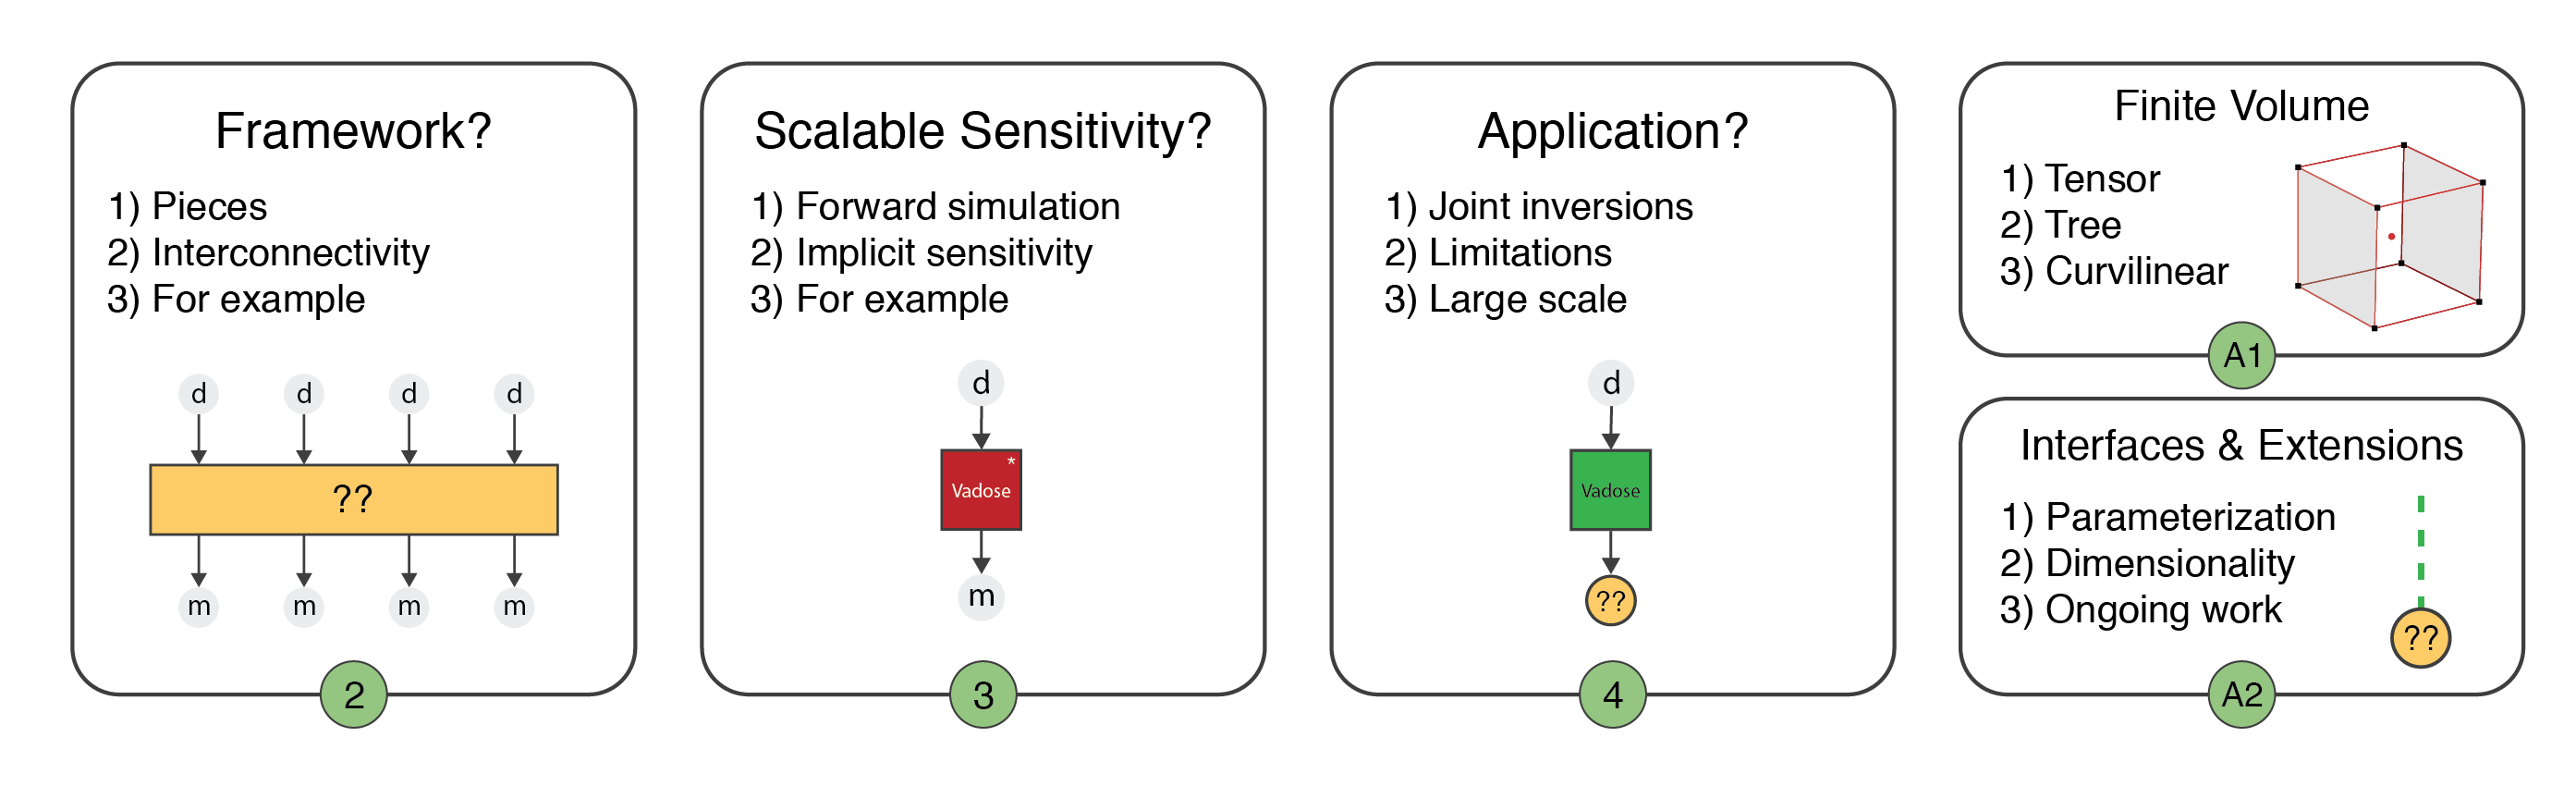 Framework?
1) Pieces
2) Interconnectivity
3) For example
d d d d
??
m m m m
2
Scalable Sensitivity?
1) Forward simulation
2) Implicit sensitivity
3) For example
d
*
Vadose
m
3
Application?
1) Joint inversions
2) Limitations
3) Large scale
d
Vadose
??
4
Finite Volume
1) Tensor
2) Tree
3) Curvilinear
A1
Interfaces & Extensions
1) Parameterization
2) Dimensionality
3) Ongoing work
??
A2